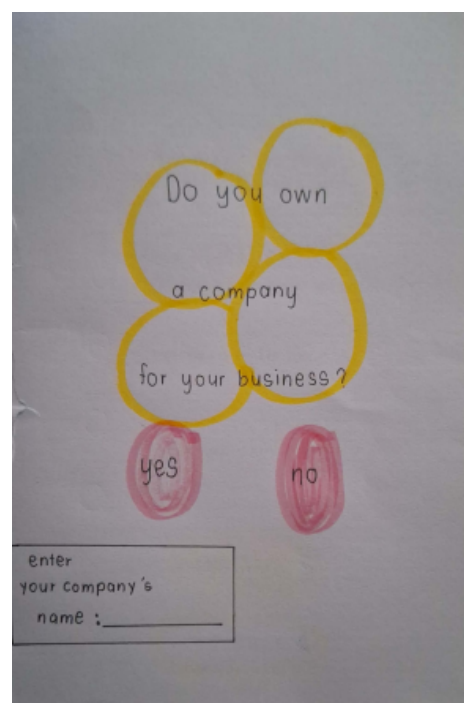 Do you own
a company
for your business?
yes
no
enter
your company's
name :